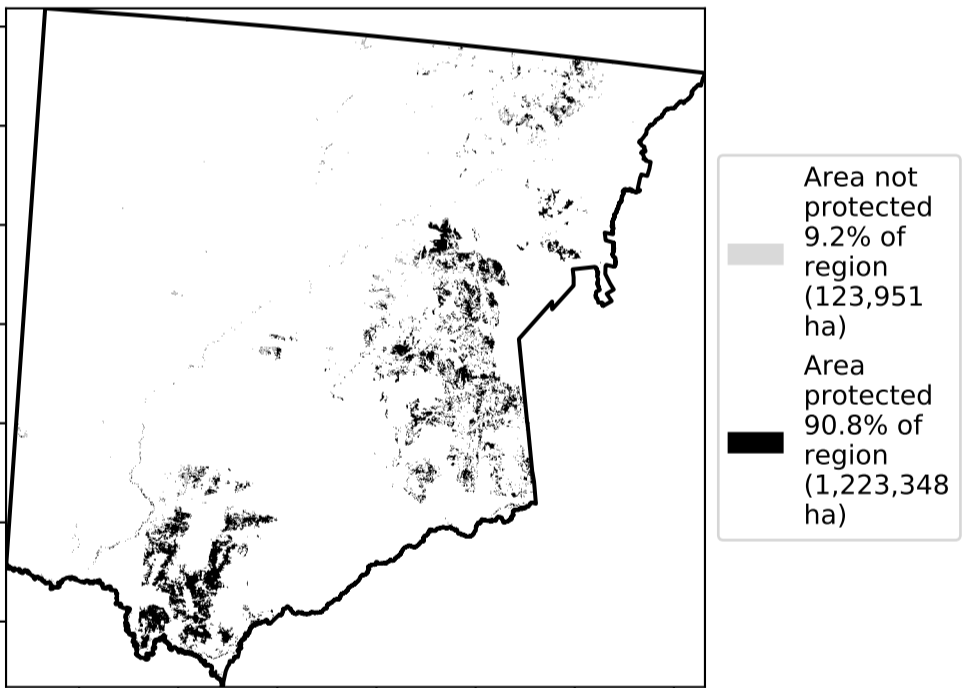 Area not
protected
9.2% of
region
(123,951
ha)
Area
protected
90.8% of
region
(1,223,348
ha)